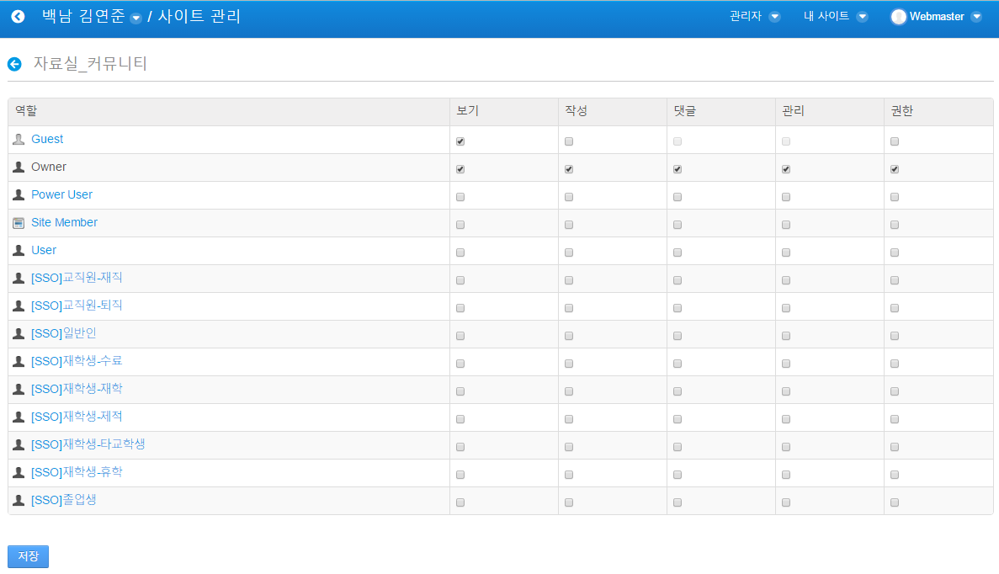 백남 김연준 / 사이트 관리 관리자 내 사이트 Webmaster
자료실_커뮤니티
역할 보기 작성 댓글 관리 권한
Guest
Owner
Power User
Site Member
User
[SSO]교직원-재직
[SSO]교직원-퇴직
[SSO]일반인
[SSO]재학생-수료
[SSO]재학생-재학
[SSO]재학생-제적
[SSO]재학생-타교학생
[SSO]재학생-휴학
[SSO]졸업생
저장